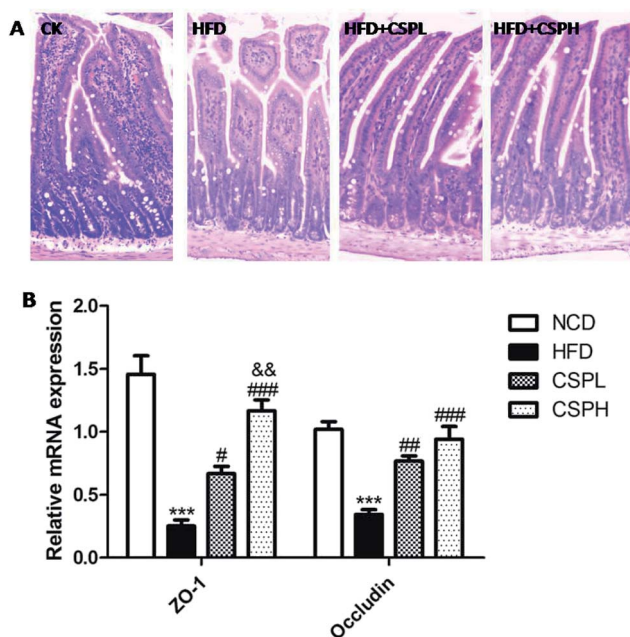 A
CK
HFD
HFD+CSPL
HFD+CSPH
B
Relative mRNA expression
2.0
1.5
1.0
0.5
0.0
***
#
&&
###
***
##
###
ZO-1
Occludin
NCD
HFD
CSPL
CSPH